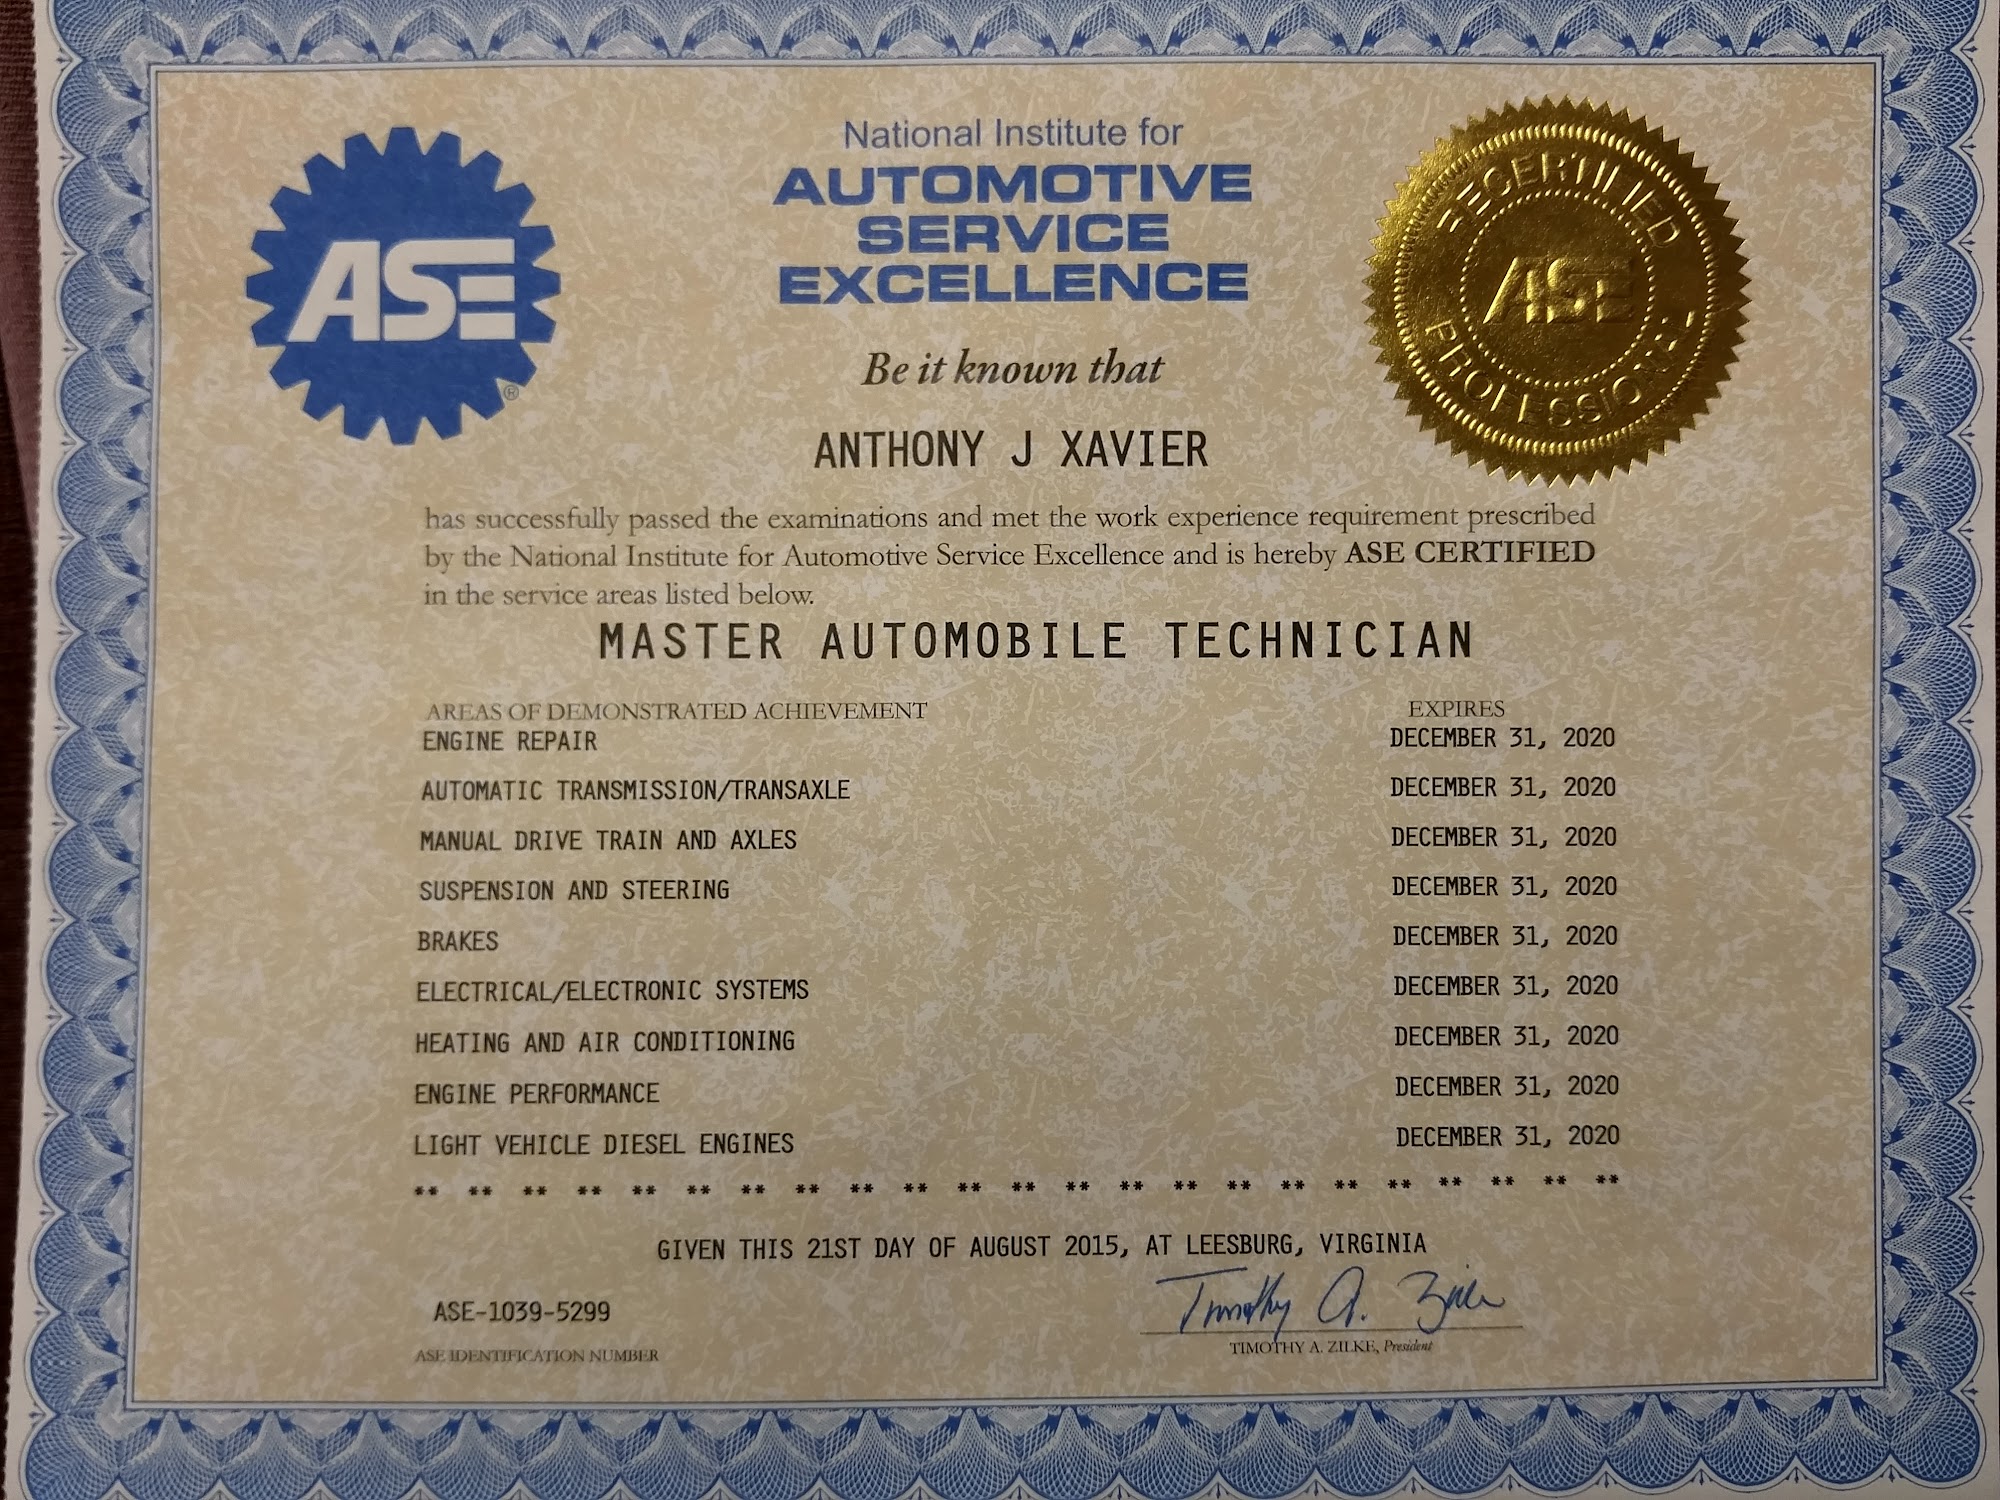 ASE
®
National Institute for
AUTOMOTIVE
SERVICE
EXCELLENCE
RECERTIFIED
ASE
PROFESSIONAL
Be it known that
ANTHONY J XAVIER
has successfully passed the examinations and met the work experience requirement prescribed
by the National Institute for Automotive Service Excellence and is hereby ASE CERTIFIED
in the service areas listed below.
MASTER AUTOMOBILE TECHNICIAN
AREAS OF DEMONSTRATED ACHIEVEMENT EXPIRES
ENGINE REPAIR DECEMBER 31, 2020
AUTOMATIC TRANSMISSION/TRANSAXLE DECEMBER 31, 2020
MANUAL DRIVE TRAIN AND AXLES DECEMBER 31, 2020
SUSPENSION AND STEERING DECEMBER 31, 2020
BRAKES DECEMBER 31, 2020
ELECTRICAL/ELECTRONIC SYSTEMS DECEMBER 31, 2020
HEATING AND AIR CONDITIONING DECEMBER 31, 2020
ENGINE PERFORMANCE DECEMBER 31, 2020
LIGHT VEHICLE DIESEL ENGINES DECEMBER 31, 2020
** ** ** ** ** ** ** ** ** ** ** ** ** ** ** ** ** ** ** ** ** ** **
GIVEN THIS 21ST DAY OF AUGUST 2015, AT LEESBURG, VIRGINIA
Timothy A. Zilke
ASE-1039-5299
TIMOTHY A. ZILKE, President
ASE IDENTIFICATION NUMBER